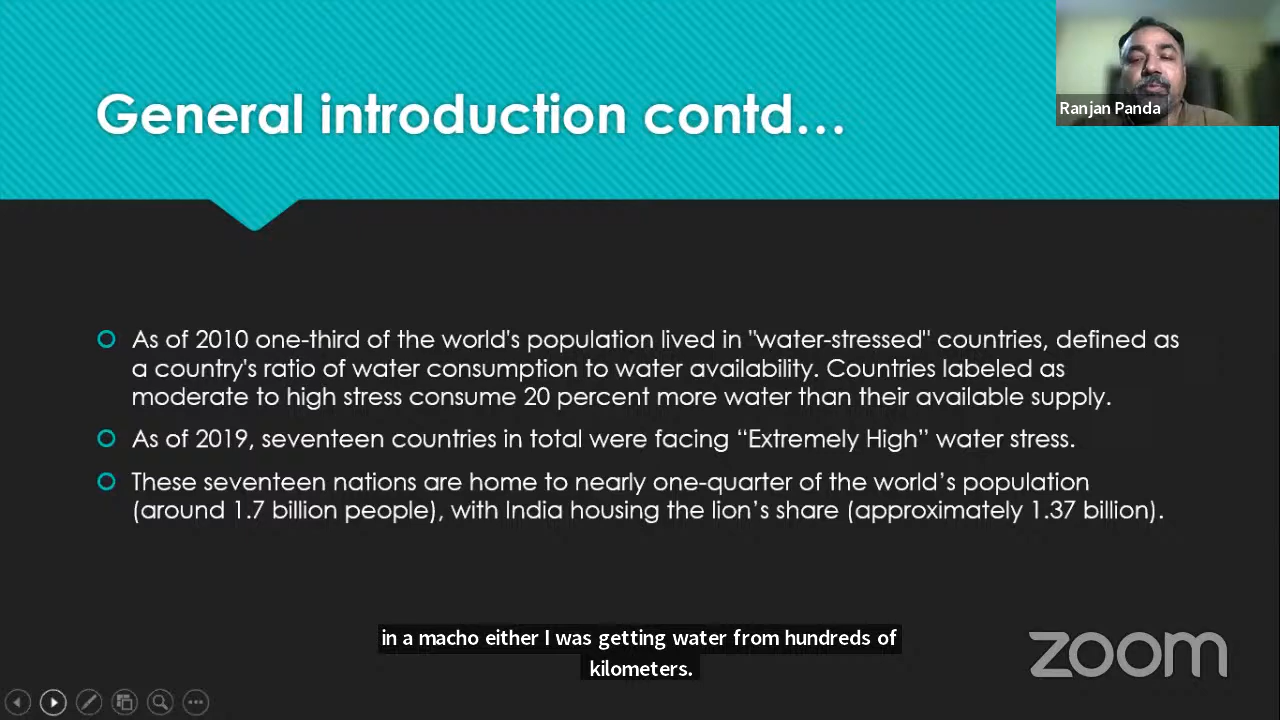 General introduction contd...
Ranjan Panda
As of 2010 one-third of the world's population lived in "water-stressed" countries, defined as
a country's ratio of water consumption to water availability. Countries labeled as
moderate to high stress consume 20 percent more water than their available supply.
As of 2019, seventeen countries in total were facing “Extremely High” water stress.
These seventeen nations are home to nearly one-quarter of the world’s population
(around 1.7 billion people), with India housing the lion’s share (approximately 1.37 billion).
in a macho either I was getting water from hundreds of
kilometers.
zoom